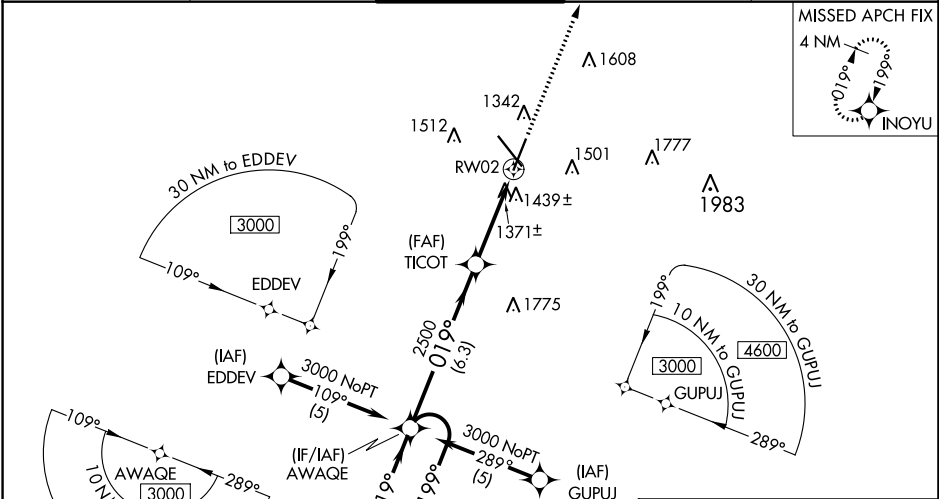 MISSED APCH FIX
4 NM
019°
199°
INOYU
1608
1342
1512
RW02
1501
1777
1983
1439±
1371±
30 NM to EDDEV
3000
199°
109°
EDDEV
(FAF)
TICOT
1775
2500
019°
(6.3)
199°
30 NM to GUPUJ
10 NM to GUPUJ
4600
3000
GUPUJ
289°
(IAF)
EDDEV
3000 NoPT
109°
(5)
(IF/IAF)
AWAQE
3000 NoPT
289°
(5)
(IAF)
GUPUJ
109°
AWAQE
3000
289°
199°